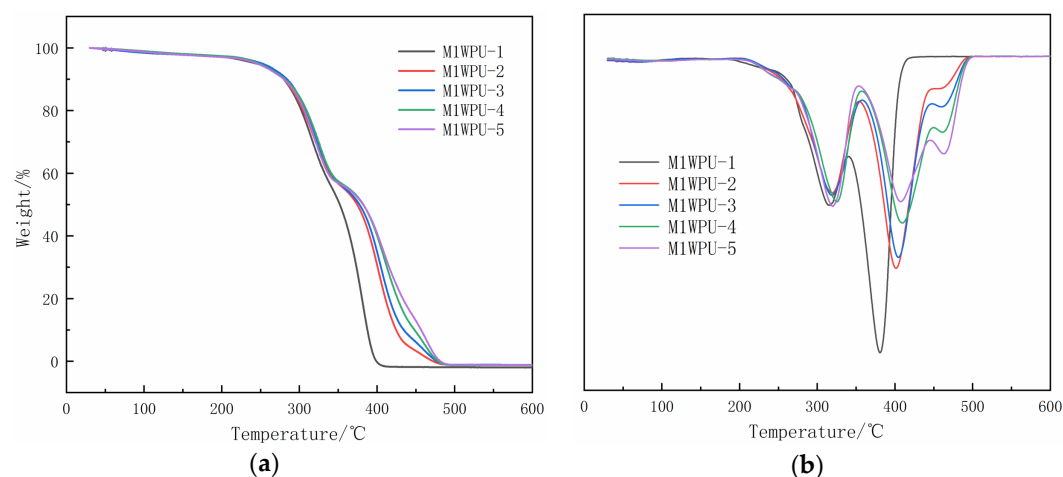 M1WPU-1
M1WPU-2
M1WPU-3
M1WPU-4
M1WPU-5
Weight/%
100
80
60
40
20
0
0 100 200 300 400 500 600
Temperature/℃
(a)
M1WPU-1
M1WPU-2
M1WPU-3
M1WPU-4
M1WPU-5
0 100 200 300 400 500 600
Temperature/℃
(b)